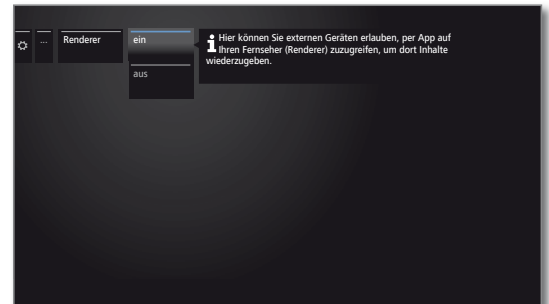 ... Renderer ein
Hier können Sie externen Geräten erlauben, per App auf
Ihren Fernseher (Renderer) zuzugreifen, um dort Inhalte
wiederzugeben.
aus